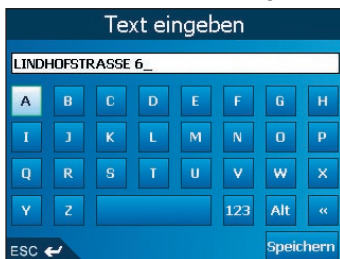 Text eingeben
LINDHOFSTRASSE 6_
A B C D E F G H
I J K L M N O P
Q R S T U V W X
Y Z 123 Alt «
ESC Speichern